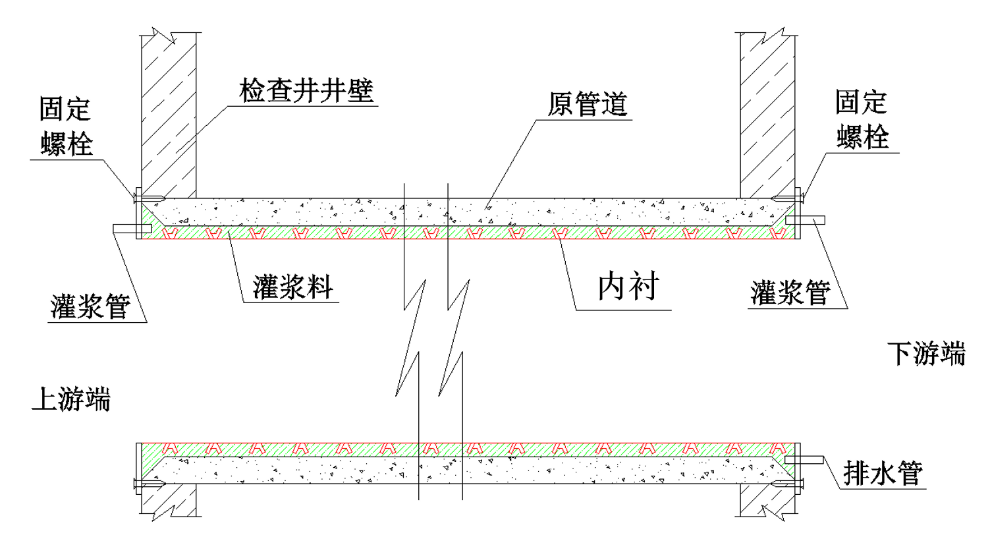 固定
螺栓
检查井井壁
原管道
固定
螺栓
灌浆管
灌浆料
内衬
灌浆管
下游端
上游端
排水管